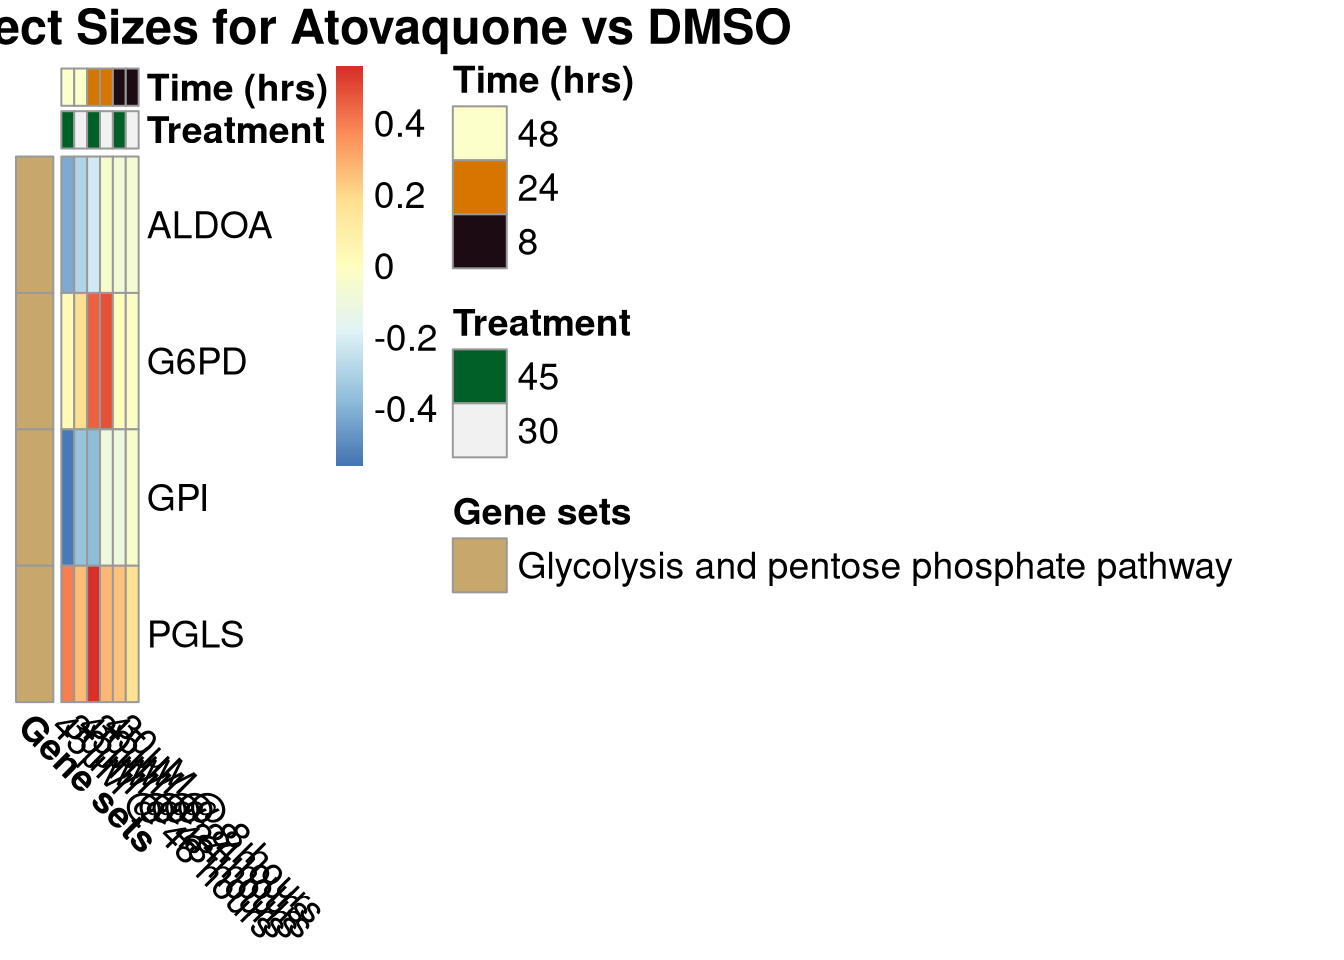 ect Sizes for Atovaquone vs DMSO
Time (hrs)
Treatment
ALDOA
G6PD
GPI
PGLS
Gene sets
0.4
0.2
0
-0.2
-0.4
Time (hrs)
48
24
8
Treatment
45
30
Gene sets
Glycolysis and pentose phosphate pathway